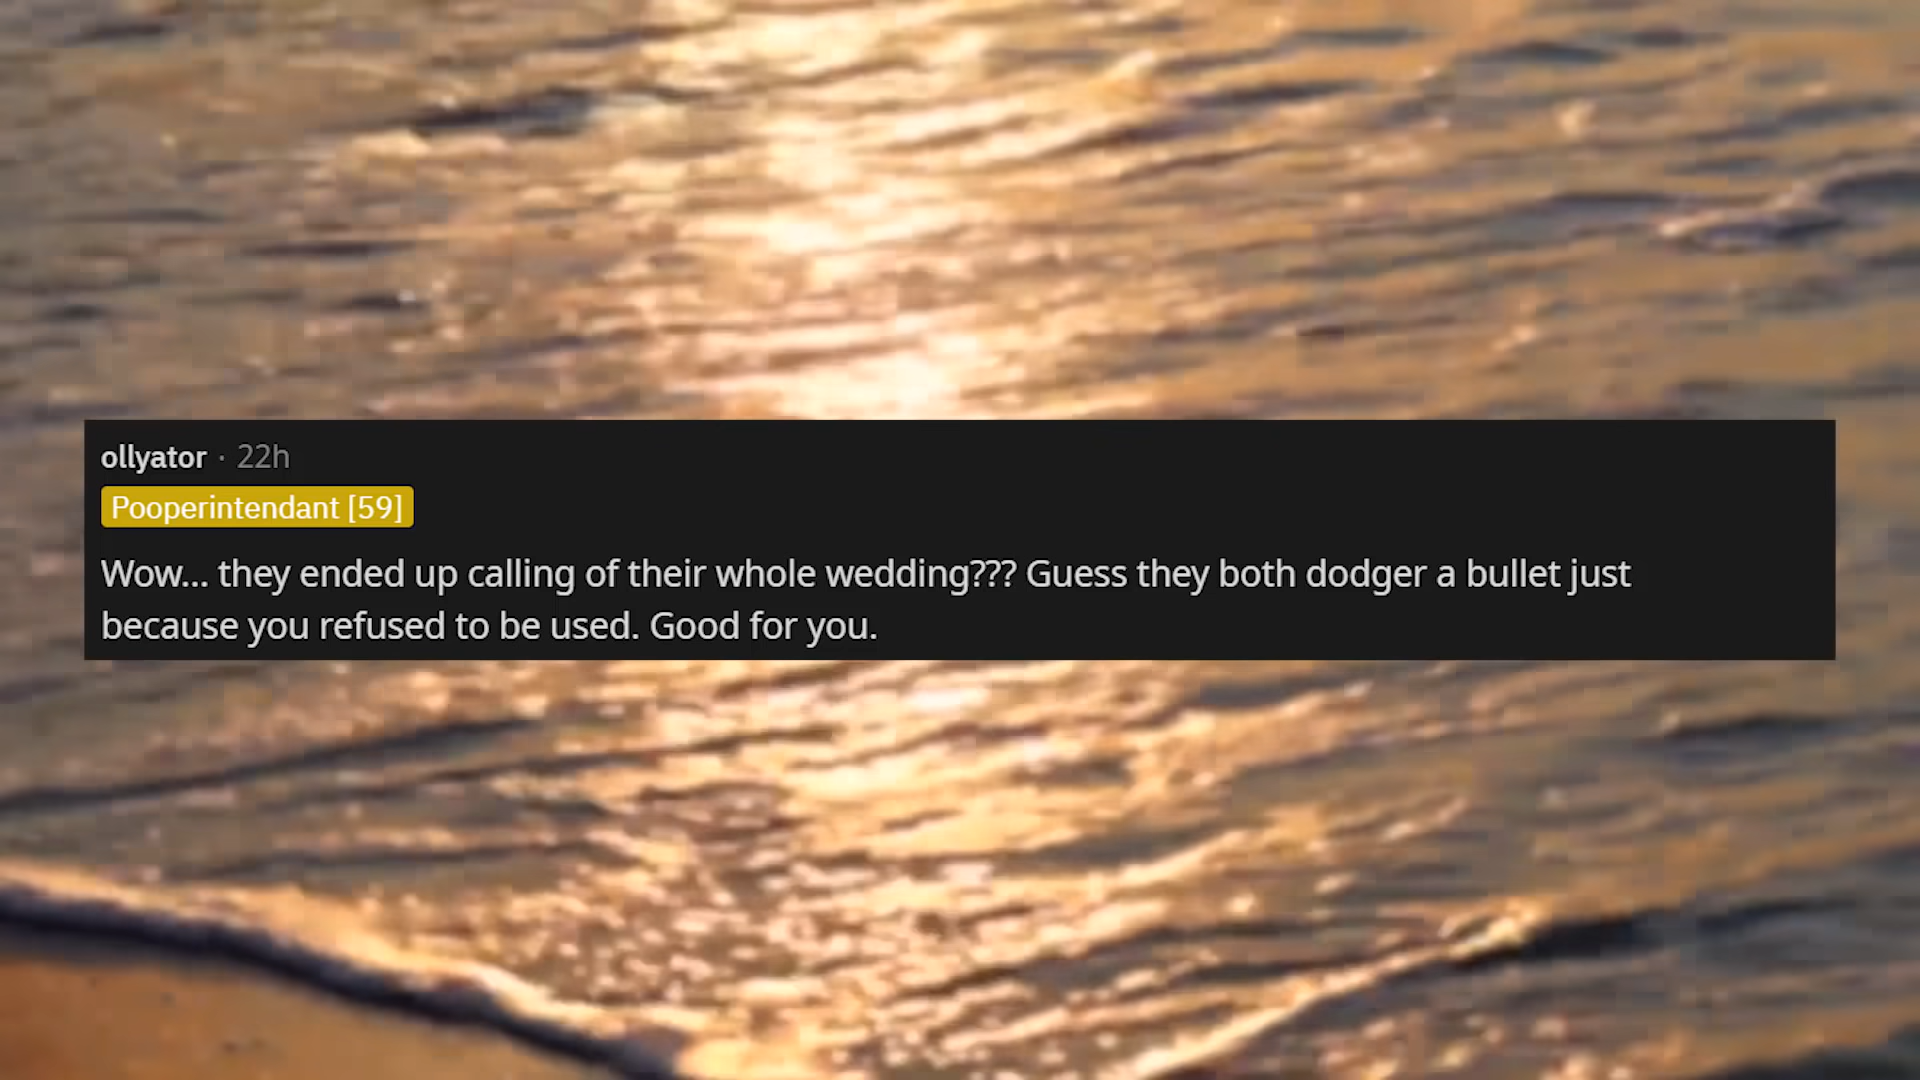 ollyator · 22h
Pooperintendant [59]
Wow... they ended up calling of their whole wedding??? Guess they both dodger a bullet just
because you refused to be used. Good for you.